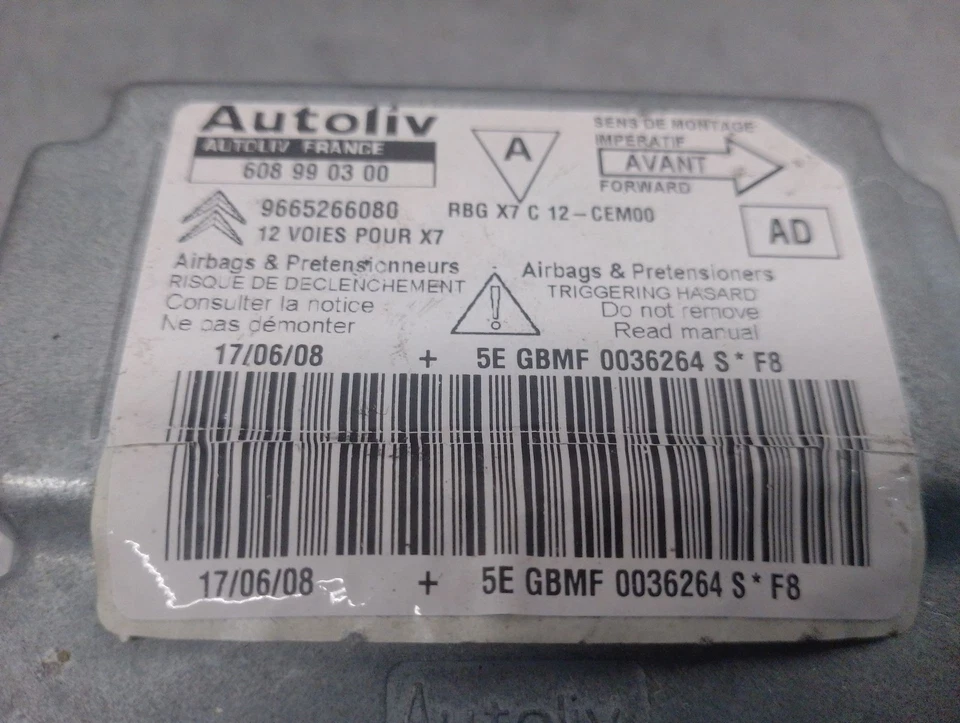 Autoliv
AUTOLIV FRANCE
608 99 03 00
A
SENS DE MONTAGE
IMPÉRATIF
AVANT
FORWARD
9665266080 RBG X7 C 12-CEM00
12 VOIES POUR X7
AD
Airbags & Pretensionneurs
RISQUE DE DECLENCHEMENT
Consulter la notice
Ne pas démonter
!
Airbags & Pretensioners
TRIGGERING HASARD
Do not remove
Read manual
17/06/08 + 5E GBMF 0036264 S* F8
17/06/08 + 5E GBMF 0036264 S* F8
Autoliv